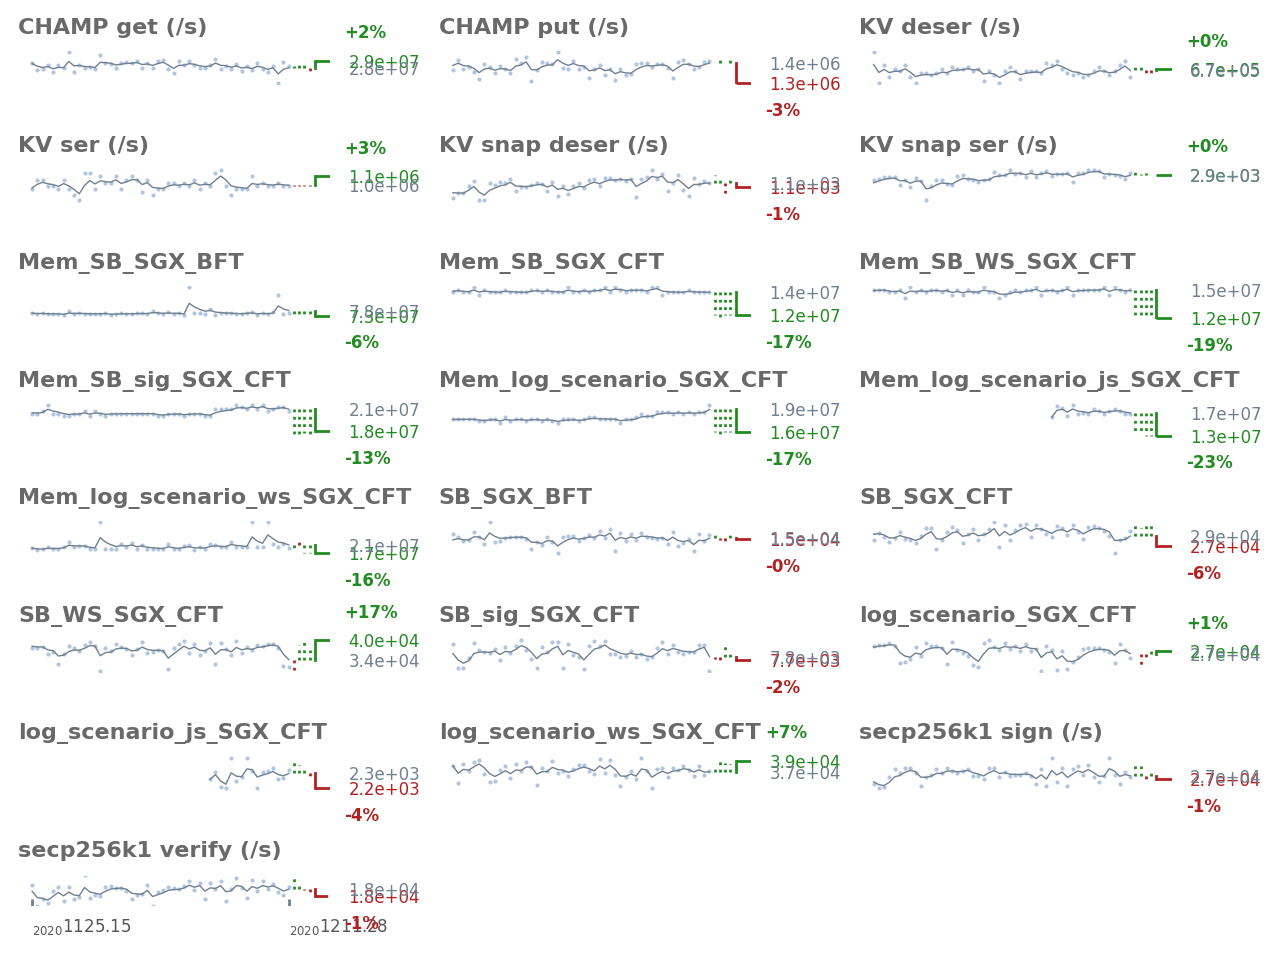 CHAMP get (/s)
+2%
2.9e+07
2.8e+07
CHAMP put (/s)
1.4e+06
1.3e+06
-3%
KV deser (/s)
+0%
6.7e+05
6.7e+05
KV ser (/s)
+3%
1.1e+06
1.0e+06
KV snap deser (/s)
1.1e+03
1.1e+03
-1%
KV snap ser (/s)
+0%
2.9e+03
Mem_SB_SGX_BFT
7.8e+07
7.3e+07
-6%
Mem_SB_SGX_CFT
1.4e+07
1.2e+07
-17%
Mem_SB_WS_SGX_CFT
1.5e+07
1.2e+07
-19%
Mem_SB_sig_SGX_CFT
2.1e+07
1.8e+07
-13%
Mem_log_scenario_SGX_CFT
1.9e+07
1.6e+07
-17%
Mem_log_scenario_js_SGX_CFT
1.7e+07
1.3e+07
-23%
Mem_log_scenario_ws_SGX_CFT
2.1e+07
1.7e+07
-16%
SB_SGX_BFT
1.5e+04
1.5e+04
-0%
SB_SGX_CFT
2.9e+04
2.7e+04
-6%
SB_WS_SGX_CFT
+17%
4.0e+04
3.4e+04
SB_sig_SGX_CFT
7.8e+03
7.7e+03
-2%
log_scenario_SGX_CFT
+1%
2.7e+04
2.7e+04
log_scenario_js_SGX_CFT
2.3e+03
2.2e+03
-4%
log_scenario_ws_SGX_CFT
+7%
3.9e+04
3.7e+04
secp256k1 sign (/s)
2.7e+04
2.7e+04
-1%
secp256k1 verify (/s)
1.8e+04
1.8e+04
-1%
20201125.15
20201211.28